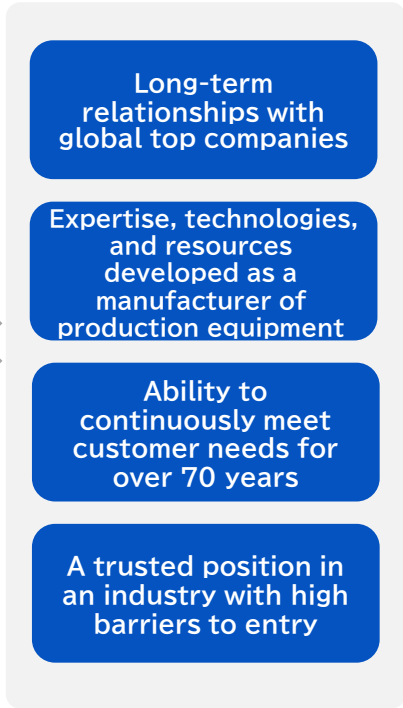 Long-term
relationships with
global top companies
Expertise, technologies,
and resources
developed as a
manufacturer of
production equipment
Ability to
continuously meet
customer needs for
over 70 years
A trusted position in
an industry with high
barriers to entry